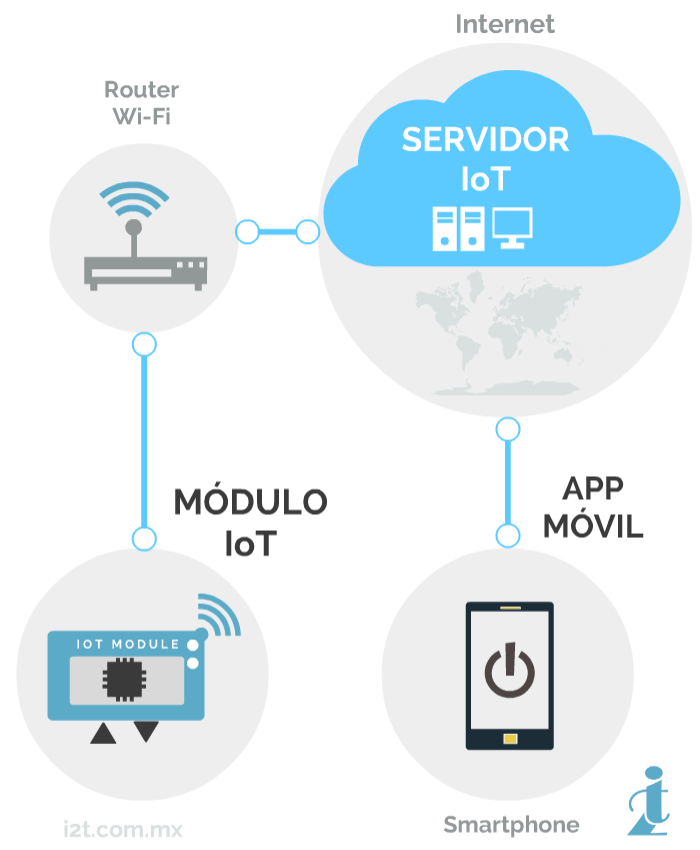 Internet
Router
Wi-Fi
SERVIDOR
IoT
MÓDULO
IoT
APP
MÓVIL
IOT MODULE
i2t.com.mx
Smartphone